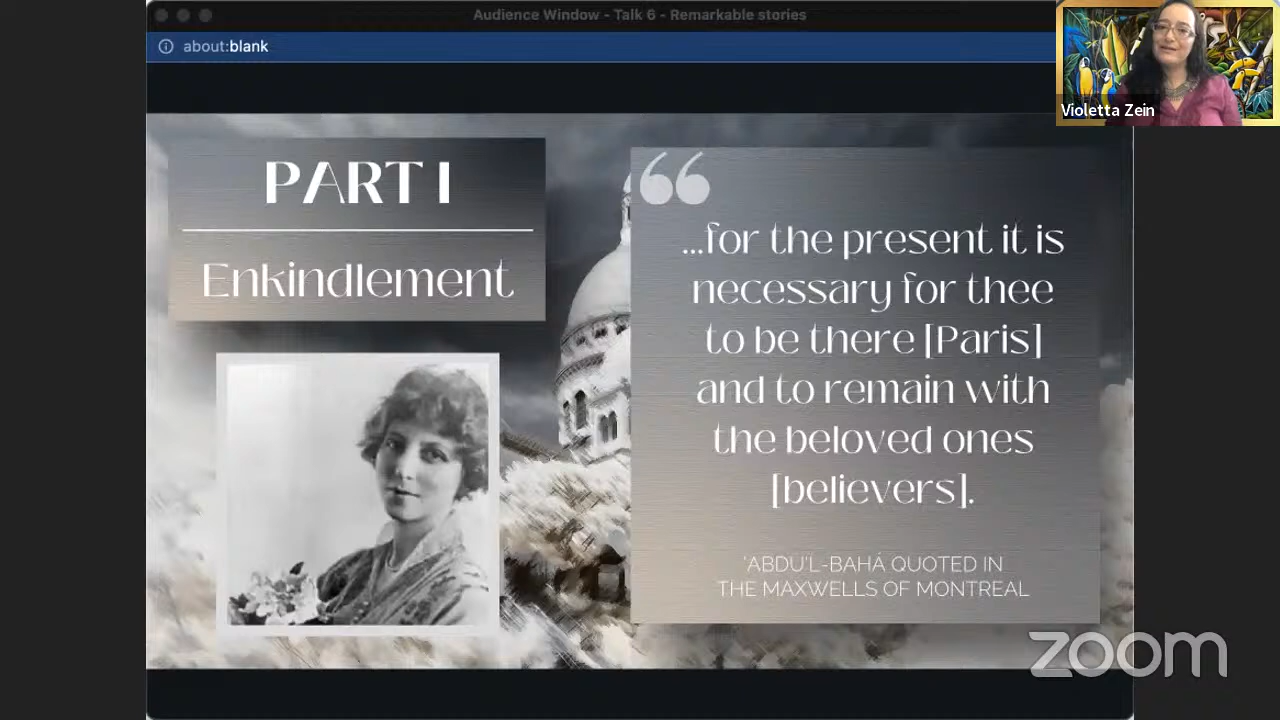 Audience Window - Talk 6 - Remarkable stories
about:blank
Violetta Zein
PART I
Enkindlement
“
...for the present it is
necessary for thee
to be there [Paris]
and to remain with
the beloved ones
[believers].
'ABDU'L-BAHÁ QUOTED IN
THE MAXWELLS OF MONTREAL
zoom